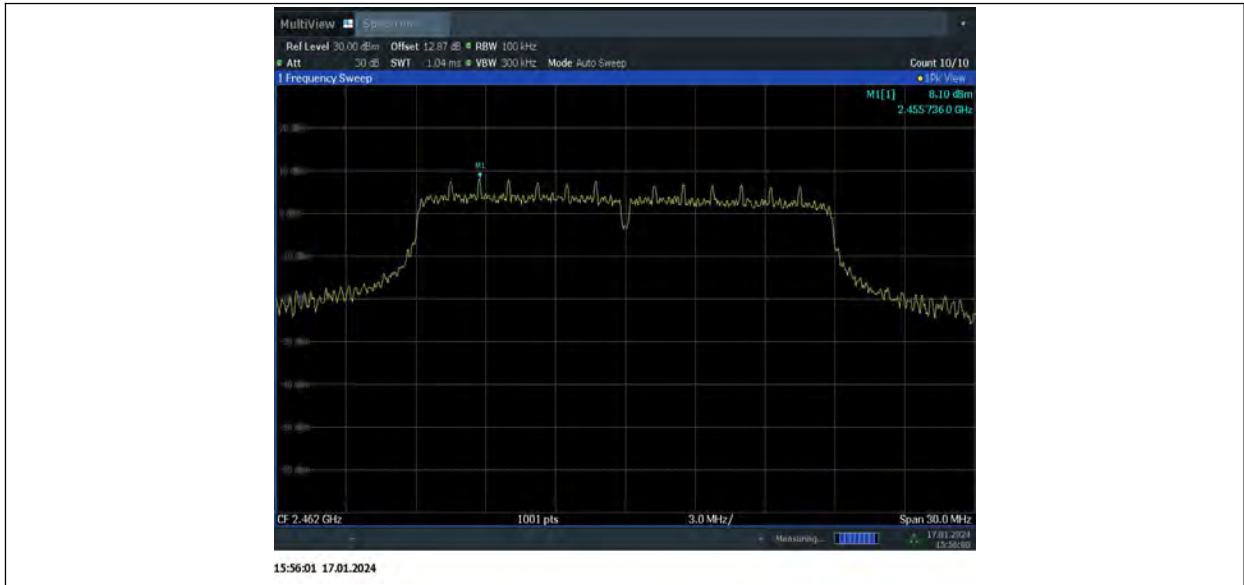 MultiView Spectrum
Ref Level 30.00 dBm Offset 12.87 dB RBW 100 kHz
Att 30 dB SWT 1.04 ms VBW 300 kHz Mode Auto Sweep Count 10/10
1 Frequency Sweep 1Pk View
M1[1] 8.10 dBm
2.4557360 GHz
M1
CF 2.462 GHz 1001 pts 3.0 MHz/ Span 30.0 MHz
Measuring... 17.01.2024
15:56:01 17.01.2024